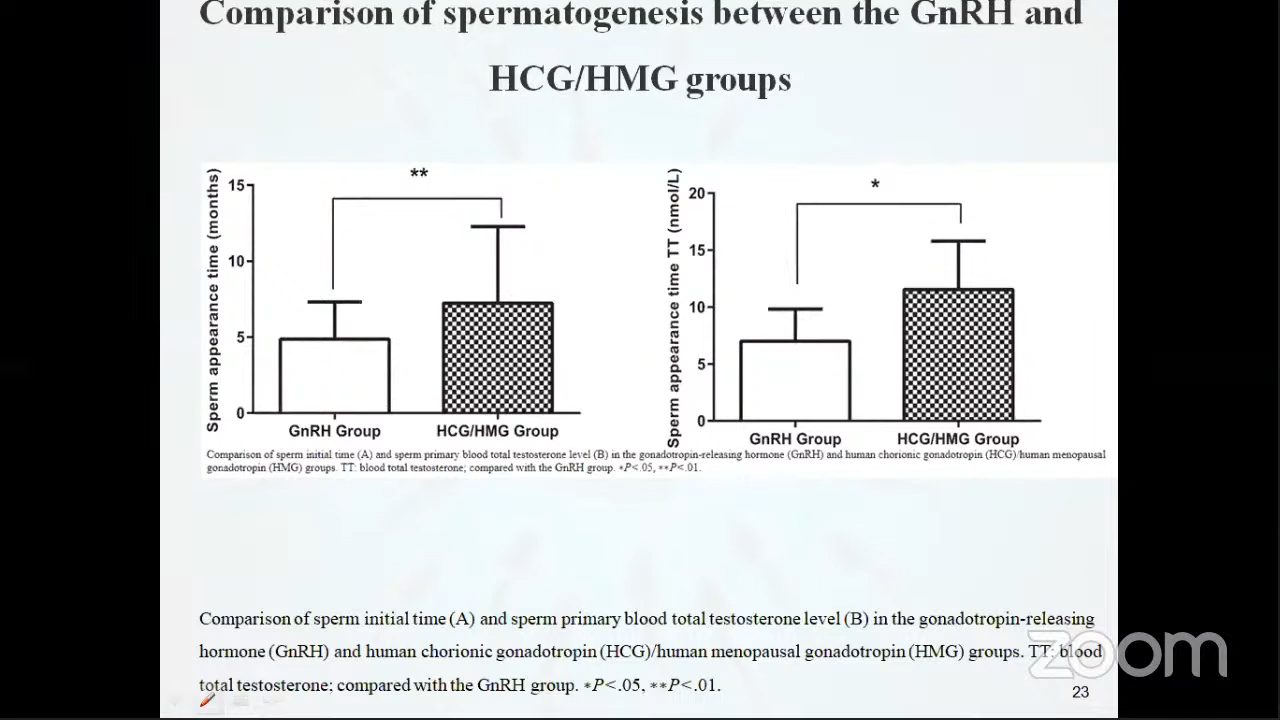 Comparison of spermatogenesis between the GnRH and
HCG/HMG groups
**
Sperm appearance time (months)
15
10
5
0
GnRH Group
HCG/HMG Group
*
Sperm appearance time TT (nmol/L)
20
15
10
5
0
GnRH Group
HCG/HMG Group
Comparison of sperm initial time (A) and sperm primary blood total testosterone level (B) in the gonadotropin-releasing hormone (GnRH) and human chorionic gonadotropin (HCG)/human menopausal
gonadotropin (HMG) groups. TT: blood total testosterone; compared with the GnRH group. *P<.05, **P<.01.
Comparison of sperm initial time (A) and sperm primary blood total testosterone level (B) in the gonadotropin-releasing
hormone (GnRH) and human chorionic gonadotropin (HCG)/human menopausal gonadotropin (HMG) groups. TT: blood
total testosterone; compared with the GnRH group. *P<.05, **P<.01.
zoom
23